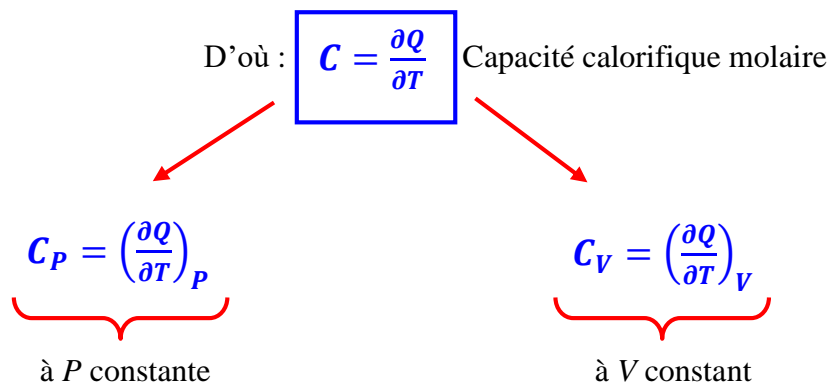 D'où : C = ∂Q/∂T Capacité calorifique molaire
C_P = (∂Q/∂T)_P C_V = (∂Q/∂T)_V
à P constante à V constant